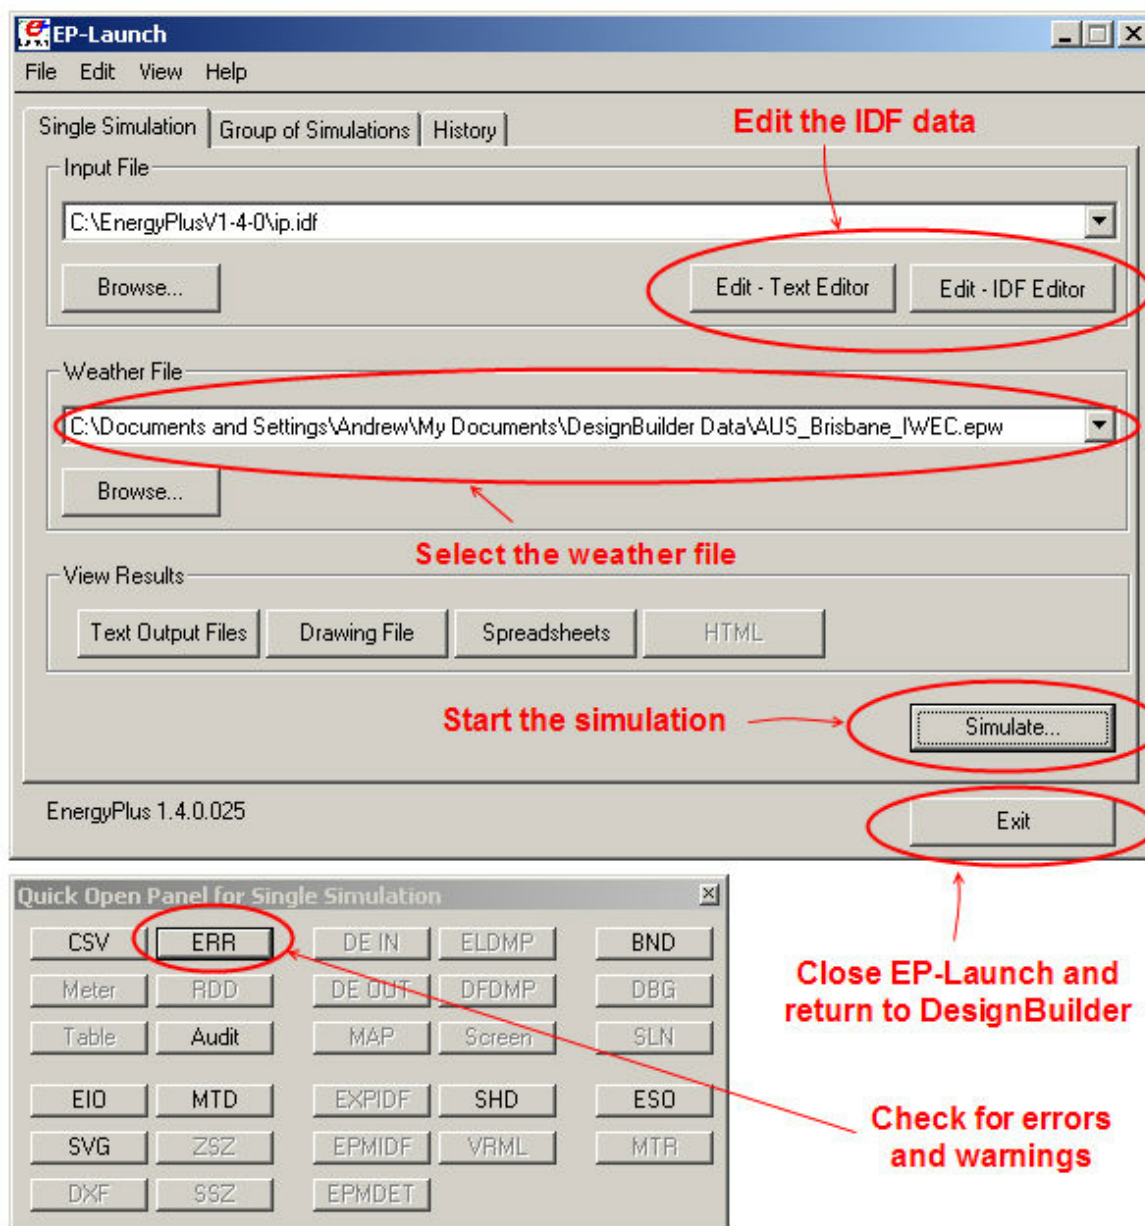 EP-Launch
File Edit View Help
Single Simulation Group of Simulations History
Edit the IDF data
Input File
C:\EnergyPlusV1-4-0\ip.idf
Browse... Edit - Text Editor Edit - IDF Editor
Weather File
C:\Documents and Settings\Andrew\My Documents\DesignBuilder Data\AUS_Brisbane_IWEC.epw
Browse...
Select the weather file
View Results
Text Output Files Drawing File Spreadsheets HTML
Start the simulation
Simulate...
EnergyPlus 1.4.0.025
Exit
Quick Open Panel for Single Simulation
CSV ERR DE IN ELDMP BND
Meter RDD DE OUT DFDMP DBG
Table Audit MAP Screen SLN
EIO MTD EXPIDF SHD ESO
SVG ZSZ EPMIDF VRML MTR
DXF SSZ EPMDET
Close EP-Launch and
return to DesignBuilder
Check for errors
and warnings